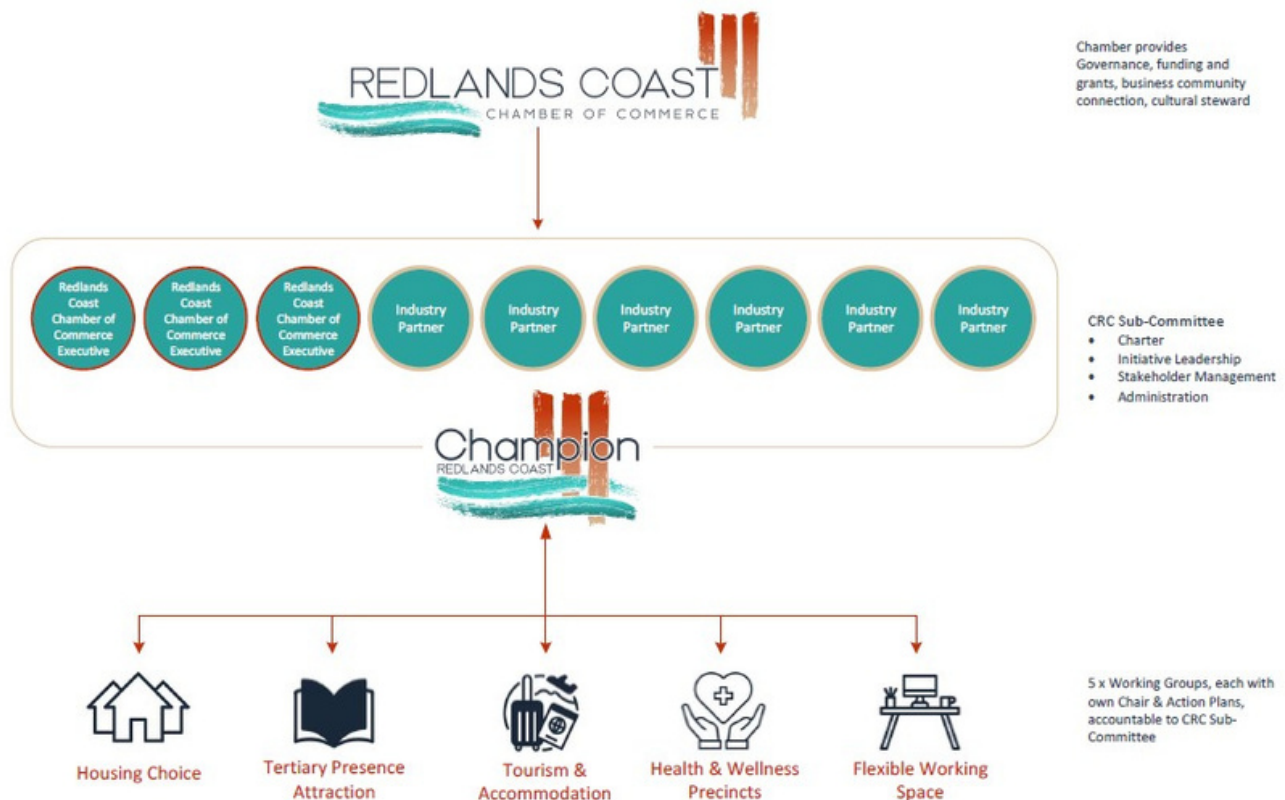 REDLANDS COAST
CHAMBER OF COMMERCE
Chamber provides
Governance, funding and
grants, business community
connection, cultural steward
Redlands
Coast
Chamber of
Commerce
Executive
Redlands
Coast
Chamber of
Commerce
Executive
Redlands
Coast
Chamber of
Commerce
Executive
Industry
Partner
Industry
Partner
Industry
Partner
Industry
Partner
Industry
Partner
Industry
Partner
CRC Sub-Committee
• Charter
• Initiative Leadership
• Stakeholder Management
• Administration
Champion
REDLANDS COAST
Housing Choice
Tertiary Presence
Attraction
Tourism &
Accommodation
Health & Wellness
Precincts
Flexible Working
Space
5 x Working Groups, each with
own Chair & Action Plans,
accountable to CRC Sub-
Committee